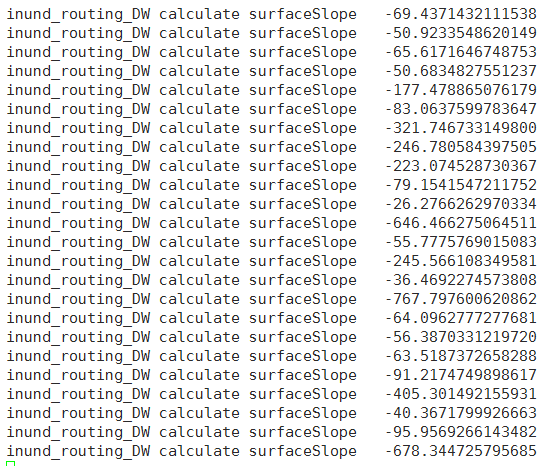 inund_routing_DW calculate surfaceSlope -69.4371432111538
inund_routing_DW calculate surfaceSlope -50.9233548620149
inund_routing_DW calculate surfaceSlope -65.6171646748753
inund_routing_DW calculate surfaceSlope -50.6834827551237
inund_routing_DW calculate surfaceSlope -177.478865076179
inund_routing_DW calculate surfaceSlope -83.0637599783647
inund_routing_DW calculate surfaceSlope -321.746733149800
inund_routing_DW calculate surfaceSlope -246.780584397505
inund_routing_DW calculate surfaceSlope -223.074528730367
inund_routing_DW calculate surfaceSlope -79.1541547211752
inund_routing_DW calculate surfaceSlope -26.2766262970334
inund_routing_DW calculate surfaceSlope -646.466275064511
inund_routing_DW calculate surfaceSlope -55.7775769015083
inund_routing_DW calculate surfaceSlope -245.566108349581
inund_routing_DW calculate surfaceSlope -36.4692274573808
inund_routing_DW calculate surfaceSlope -767.797600620862
inund_routing_DW calculate surfaceSlope -64.0962777277681
inund_routing_DW calculate surfaceSlope -56.3870331219720
inund_routing_DW calculate surfaceSlope -63.5187372658288
inund_routing_DW calculate surfaceSlope -91.2174749898617
inund_routing_DW calculate surfaceSlope -405.301492155931
inund_routing_DW calculate surfaceSlope -40.3671799926663
inund_routing_DW calculate surfaceSlope -95.9569266143482
inund_routing_DW calculate surfaceSlope -678.344725795685